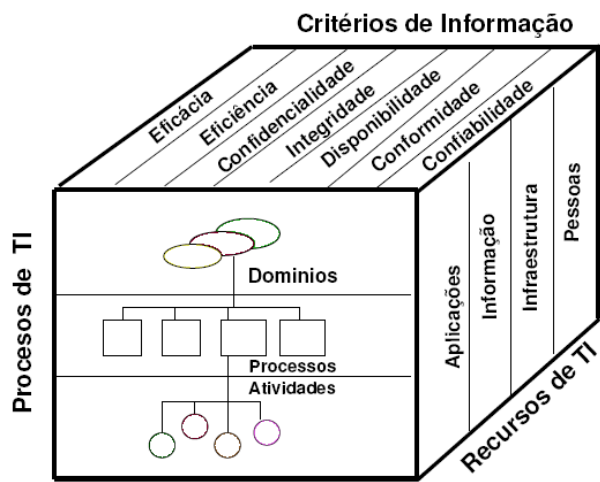 Critérios de Informação
Eficácia
Eficiência
Confidencialidade
Integridade
Disponibilidade
Conformidade
Confiabilidade
Procesos de TI
Dominios
Processos
Atividades
Aplicações
Informação
Infraestrutura
Pessoas
Recursos de TI